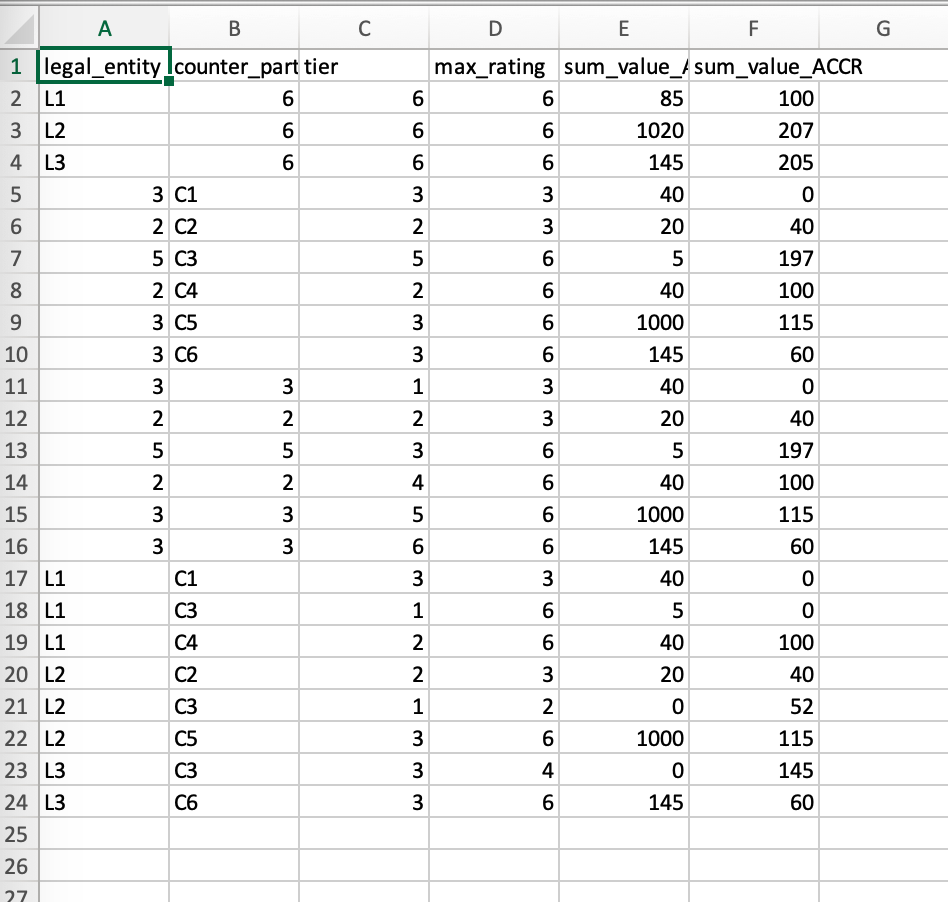 A B C D E F G
1 legal_entity counter_part tier max_rating sum_value_A sum_value_ACCR
2 L1 6 6 6 85 100
3 L2 6 6 6 1020 207
4 L3 6 6 6 145 205
5 3 C1 3 3 40 0
6 2 C2 2 3 20 40
7 5 C3 5 6 5 197
8 2 C4 2 6 40 100
9 3 C5 3 6 1000 115
10 3 C6 3 6 145 60
11 3 3 1 3 40 0
12 2 2 2 3 20 40
13 5 5 3 6 5 197
14 2 2 4 6 40 100
15 3 3 5 6 1000 115
16 3 3 6 6 145 60
17 L1 C1 3 3 40 0
18 L1 C3 1 6 5 0
19 L1 C4 2 6 40 100
20 L2 C2 2 3 20 40
21 L2 C3 1 2 0 52
22 L2 C5 3 6 1000 115
23 L3 C3 3 4 0 145
24 L3 C6 3 6 145 60
25
26
27